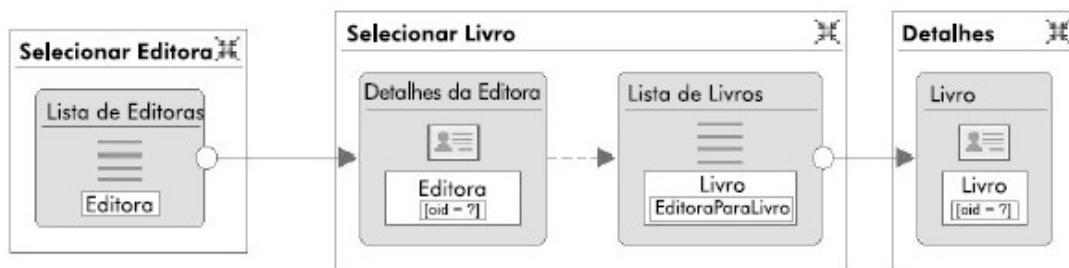 Selecionar Editora
Lista de Editoras
Editora
Selecionar Livro
Detalhes da Editora
Editora
[oid = ?]
Lista de Livros
Livro
EditoraParaLivro
Detalhes
Livro
Livro
[oid = ?]